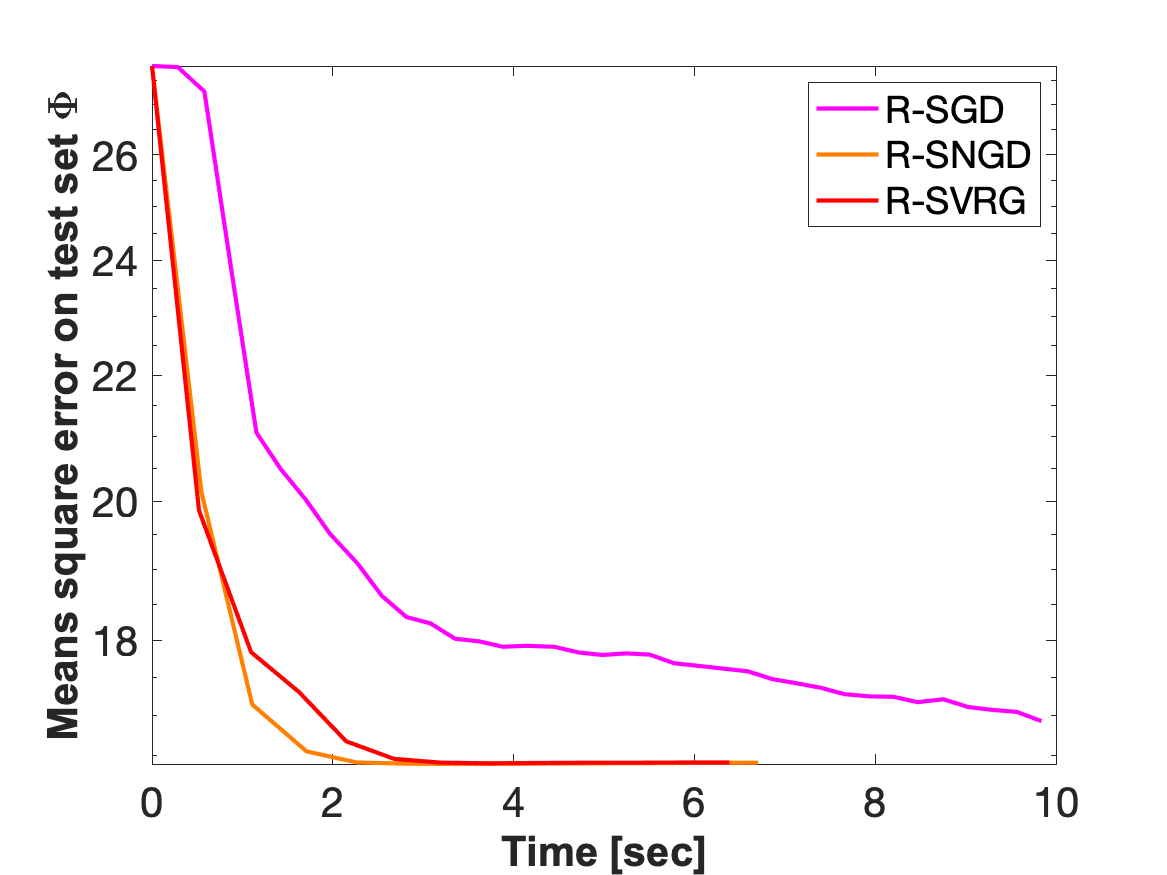 R-SGD
R-SNGD
R-SVRG
Means square error on test set Φ
26
24
22
20
18
0 2 4 6 8 10
Time [sec]